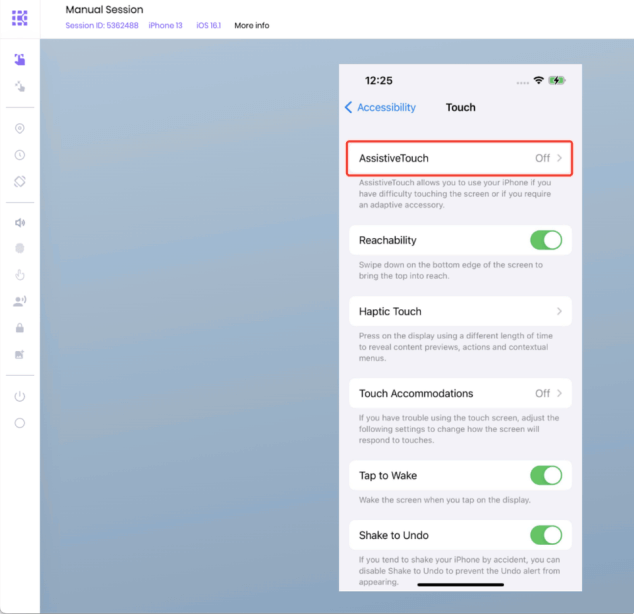 Manual Session
Session ID: 5362488 iPhone 13 iOS 16.1 More info
12:25
Accessibility Touch
AssistiveTouch Off
AssistiveTouch allows you to use your iPhone if you
have difficulty touching the screen or if you require
an adaptive accessory.
Reachability
Swipe down on the bottom edge of the screen to
bring the top into reach.
Haptic Touch
Press on the display using a different length of time
to reveal content previews, actions and contextual
menus.
Touch Accommodations Off
If you have trouble using the touch screen, adjust the
following settings to change how the screen will
respond to touches.
Tap to Wake
Wake the screen when you tap on the display.
Shake to Undo
If you tend to shake your iPhone by accident, you can
disable Shake to Undo to prevent the Undo alert from
appearing.